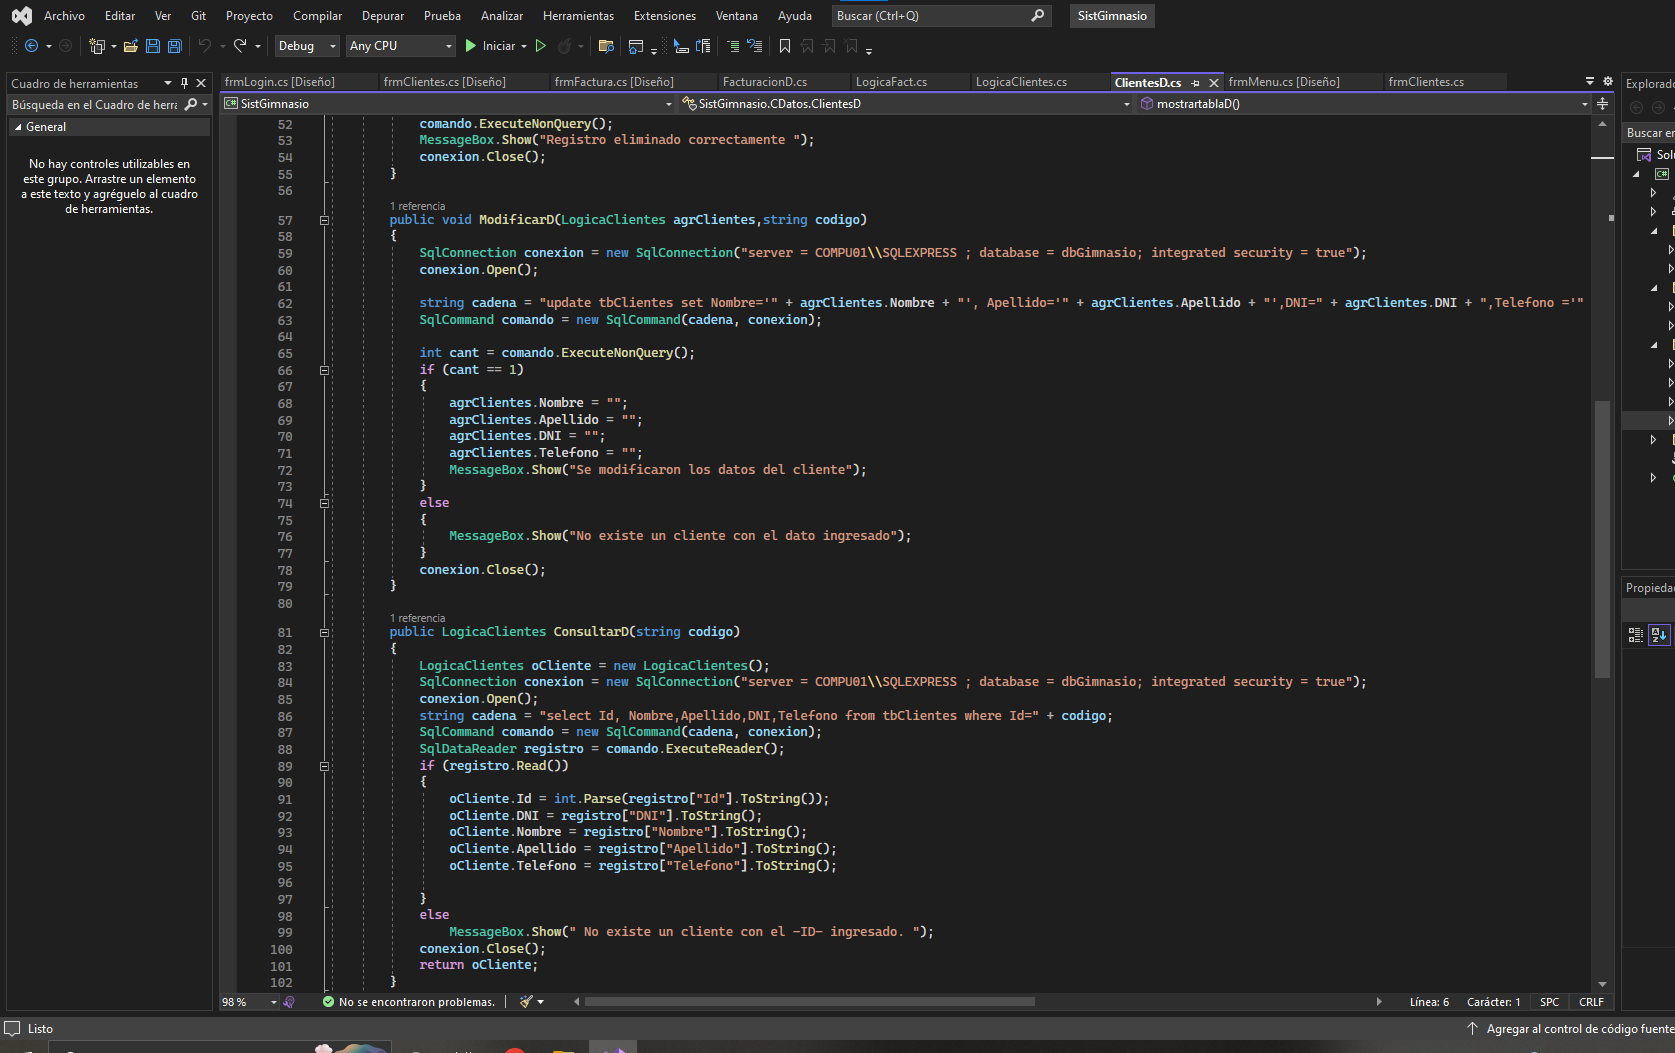 Archivo Editar Ver Git Proyecto Compilar Depurar Prueba Analizar Herramientas Extensiones Ventana Ayuda Buscar (Ctrl+Q) SistGimnasio
Debug Any CPU Iniciar
Cuadro de herramientas
Búsqueda en el Cuadro de herra
General
No hay controles utilizables en
este grupo. Arrastre un elemento
a este texto y agréguelo al cuadro
de herramientas.
frmLogin.cs [Diseño] frmClientes.cs [Diseño] frmFactura.cs [Diseño] FacturacionD.cs LogicaFact.cs LogicaClientes.cs ClientesD.cs frmMenu.cs [Diseño] frmClientes.cs
SistGimnasio SistGimnasio.CDatos.ClientesD mostrartablaD()
52 comando.ExecuteNonQuery();
53 MessageBox.Show("Registro eliminado correctamente ");
54 conexion.Close();
55 }
56
1 referencia
57 public void ModificarD(LogicaClientes agrClientes,string codigo)
58 {
59 SqlConnection conexion = new SqlConnection("server = COMPU01\\SQLEXPRESS ; database = dbGimnasio; integrated security = true");
60 conexion.Open();
61
62 string cadena = "update tbClientes set Nombre='" + agrClientes.Nombre + "', Apellido='" + agrClientes.Apellido + "',DNI=" + agrClientes.DNI + ",Telefono ='"
63 SqlCommand comando = new SqlCommand(cadena, conexion);
64
65 int cant = comando.ExecuteNonQuery();
66 if (cant == 1)
67 {
68 agrClientes.Nombre = "";
69 agrClientes.Apellido = "";
70 agrClientes.DNI = "";
71 agrClientes.Telefono = "";
72 MessageBox.Show("Se modificaron los datos del cliente");
73 }
74 else
75 {
76 MessageBox.Show("No existe un cliente con el dato ingresado");
77 }
78 conexion.Close();
79 }
80
1 referencia
81 public LogicaClientes ConsultarD(string codigo)
82 {
83 LogicaClientes oCliente = new LogicaClientes();
84 SqlConnection conexion = new SqlConnection("server = COMPU01\\SQLEXPRESS ; database = dbGimnasio; integrated security = true");
85 conexion.Open();
86 string cadena = "select Id, Nombre,Apellido,DNI,Telefono from tbClientes where Id=" + codigo;
87 SqlCommand comando = new SqlCommand(cadena, conexion);
88 SqlDataReader registro = comando.ExecuteReader();
89 if (registro.Read())
90 {
91 oCliente.Id = int.Parse(registro["Id"].ToString());
92 oCliente.DNI = registro["DNI"].ToString();
93 oCliente.Nombre = registro["Nombre"].ToString();
94 oCliente.Apellido = registro["Apellido"].ToString();
95 oCliente.Telefono = registro["Telefono"].ToString();
96
97 }
98 else
99 MessageBox.Show(" No existe un cliente con el -ID- ingresado. ");
100 conexion.Close();
101 return oCliente;
102 }
98 % No se encontraron problemas. Línea: 6 Carácter: 1 SPC CRLF
Explorado
Buscar en
Solu
C#
Propieda
Listo Agregar al control de código fuente